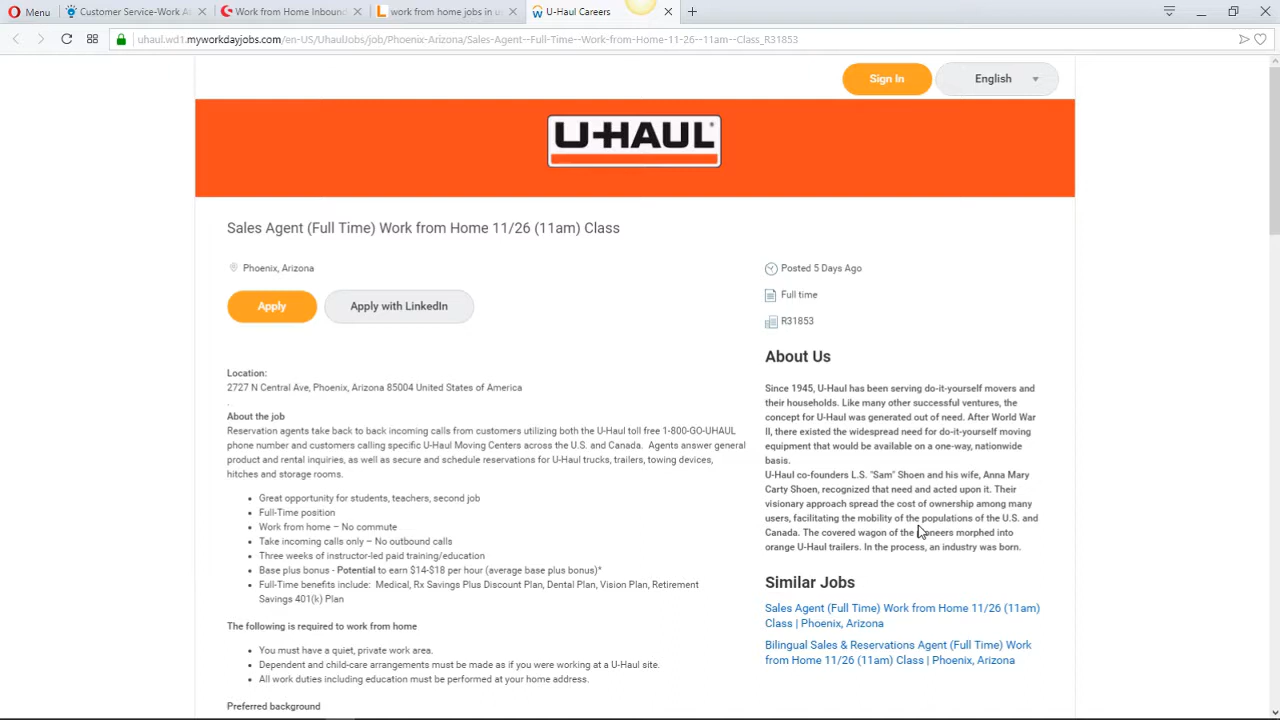 Menu
Customer Service-Work A
Work from Home Inbound
work from home jobs in u
U-Haul Careers
uhaul.wd1.myworkdayjobs.com/en-US/UhaulJobs/job/Phoenix-Arizona/Sales-Agent--Full-Time--Work-from-Home-11-26--11am--Class_R31853
Sign In
English
U-HAUL
Sales Agent (Full Time) Work from Home 11/26 (11am) Class
Phoenix, Arizona
Apply
Apply with LinkedIn
Location:
2727 N Central Ave, Phoenix, Arizona 85004 United States of America
.
About the job
Reservation agents take back to back incoming calls from customers utilizing both the U-Haul toll free 1-800-GO-UHAUL
phone number and customers calling specific U-Haul Moving Centers across the U.S. and Canada. Agents answer general
product and rental inquiries, as well as secure and schedule reservations for U-Haul trucks, trailers, towing devices,
hitches and storage rooms.
• Great opportunity for students, teachers, second job
• Full-Time position
• Work from home – No commute
• Take incoming calls only – No outbound calls
• Three weeks of instructor-led paid training/education
• Base plus bonus - Potential to earn $14-$18 per hour (average base plus bonus)*
• Full-Time benefits include: Medical, Rx Savings Plus Discount Plan, Dental Plan, Vision Plan, Retirement
Savings 401(k) Plan
The following is required to work from home
• You must have a quiet, private work area.
• Dependent and child-care arrangements must be made as if you were working at a U-Haul site.
• All work duties including education must be performed at your home address.
Preferred background
Posted 5 Days Ago
Full time
R31853
About Us
Since 1945, U-Haul has been serving do-it-yourself movers and
their households. Like many other successful ventures, the
concept for U-Haul was generated out of need. After World War
II, there existed the widespread need for do-it-yourself moving
equipment that would be available on a one-way, nationwide
basis.
U-Haul co-founders L.S. "Sam" Shoen and his wife, Anna Mary
Carty Shoen, recognized that need and acted upon it. Their
visionary approach spread the cost of ownership among many
users, facilitating the mobility of the populations of the U.S. and
Canada. The covered wagon of the pioneers morphed into
orange U-Haul trailers. In the process, an industry was born.
Similar Jobs
Sales Agent (Full Time) Work from Home 11/26 (11am)
Class | Phoenix, Arizona
Bilingual Sales & Reservations Agent (Full Time) Work
from Home 11/26 (11am) Class | Phoenix, Arizona